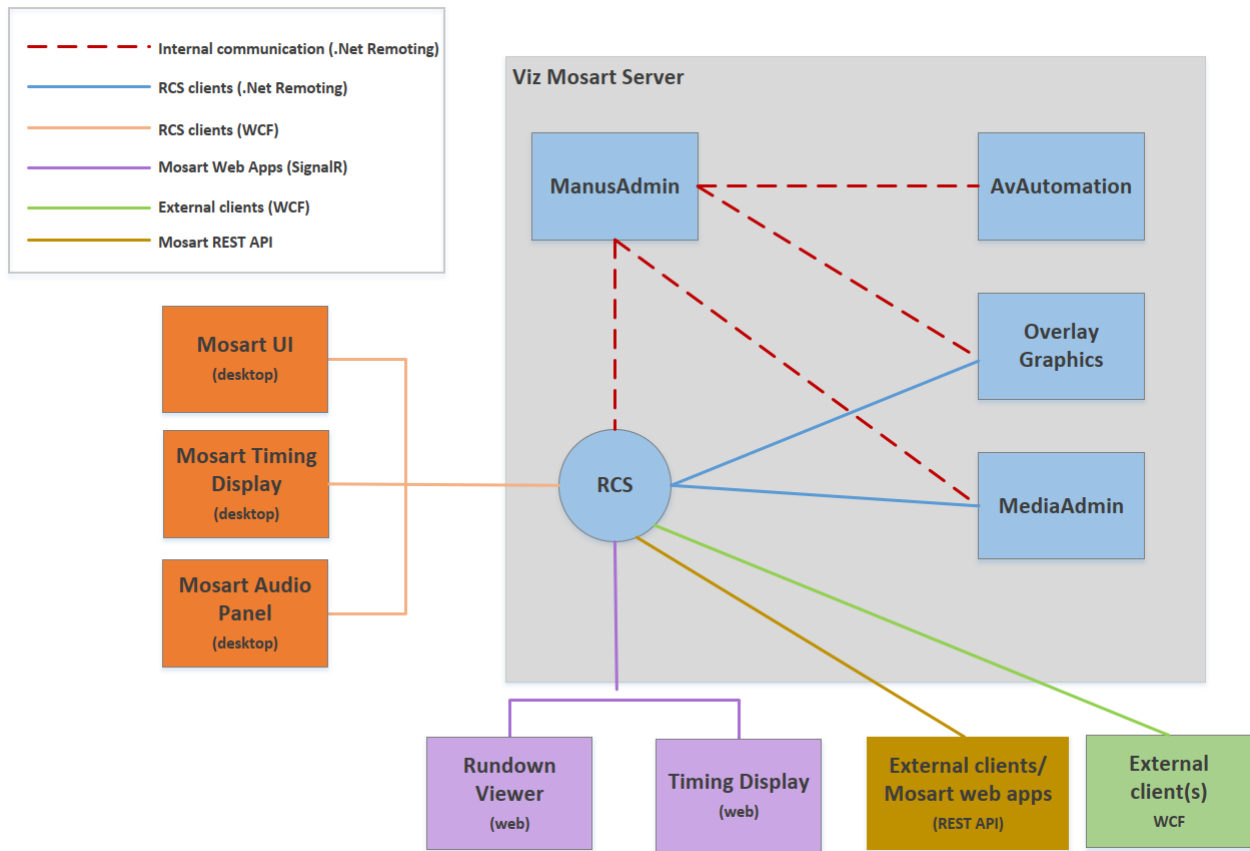 Internal communication (.Net Remoting)
RCS clients (.Net Remoting)
RCS clients (WCF)
Mosart Web Apps (SignalR)
External clients (WCF)
Mosart REST API
Viz Mosart Server
ManusAdmin
AvAutomation
Overlay
Graphics
MediaAdmin
RCS
Mosart UI
(desktop)
Mosart Timing
Display
(desktop)
Mosart Audio
Panel
(desktop)
Rundown
Viewer
(web)
Timing Display
(web)
External clients/
Mosart web apps
(REST API)
External
client(s)
WCF